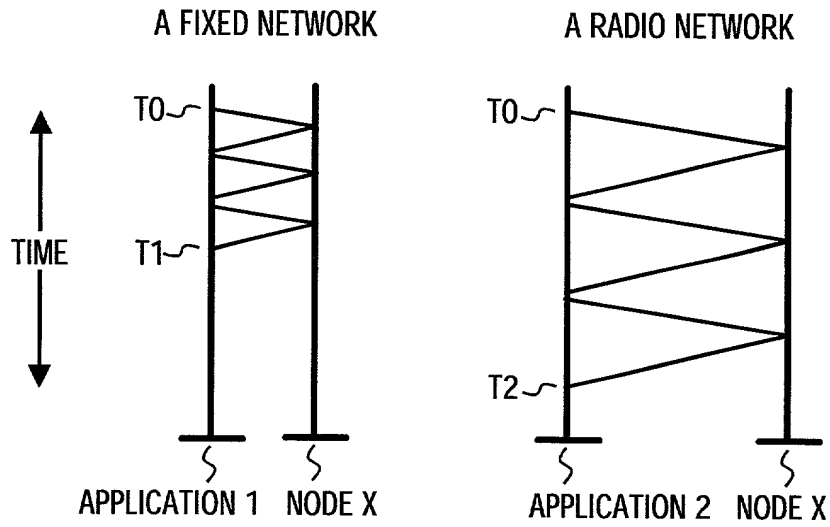 A FIXED NETWORK
A RADIO NETWORK
T0
T0
TIME
T1
T2
APPLICATION 1
NODE X
APPLICATION 2
NODE X